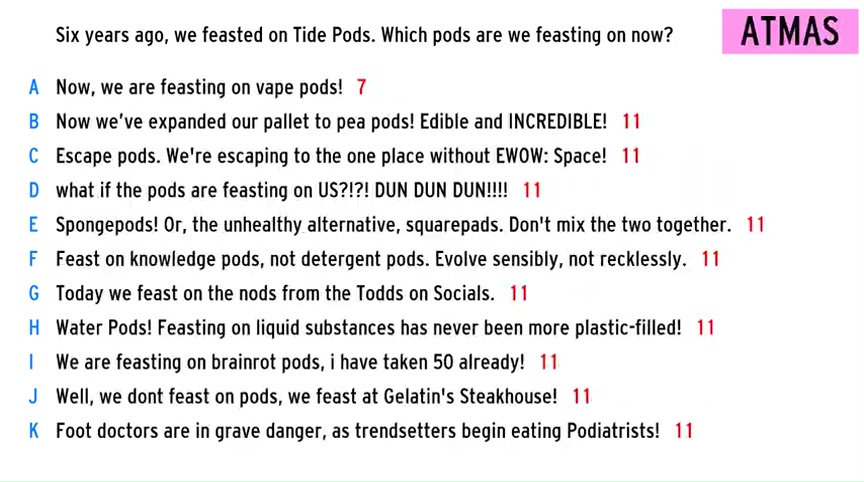 Six years ago, we feasted on Tide Pods. Which pods are we feasting on now?
ATMAS
A Now, we are feasting on vape pods! 7
B Now we've expanded our pallet to pea pods! Edible and INCREDIBLE! 11
C Escape pods. We're escaping to the one place without EWOW: Space! 11
D what if the pods are feasting on US?!?! DUN DUN DUN!!!! 11
E Spongepods! Or, the unhealthy alternative, squarepads. Don't mix the two together. 11
F Feast on knowledge pods, not detergent pods. Evolve sensibly, not recklessly. 11
G Today we feast on the nods from the Todds on Socials. 11
H Water Pods! Feasting on liquid substances has never been more plastic-filled! 11
I We are feasting on brainrot pods, i have taken 50 already! 11
J Well, we dont feast on pods, we feast at Gelatin's Steakhouse! 11
K Foot doctors are in grave danger, as trendsetters begin eating Podiatrists! 11